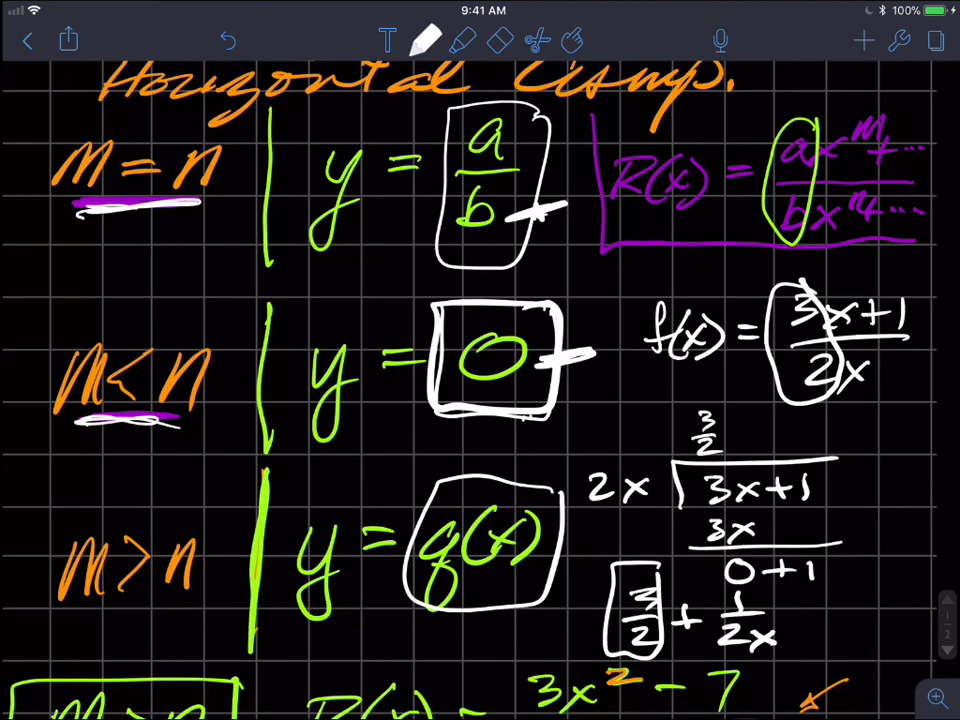 9:41 AM
100%
T
Horizontal Asymp.
m = n | y = a/b
R(x) = (ax^m + ...)/(bx^n + ...)
m < n | y = 0
f(x) = (3x+1)/(2x)
3/2
2x ) 3x+1
3x
0 + 1
3/2 + 1/2x
m > n | y = q(x)
3x² - 7
R(x) =